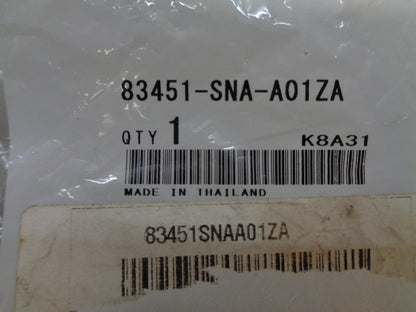 83451-SNA-A01ZA
QTY 1 K8A31
MADE IN THAILAND
83451SNAA01ZA